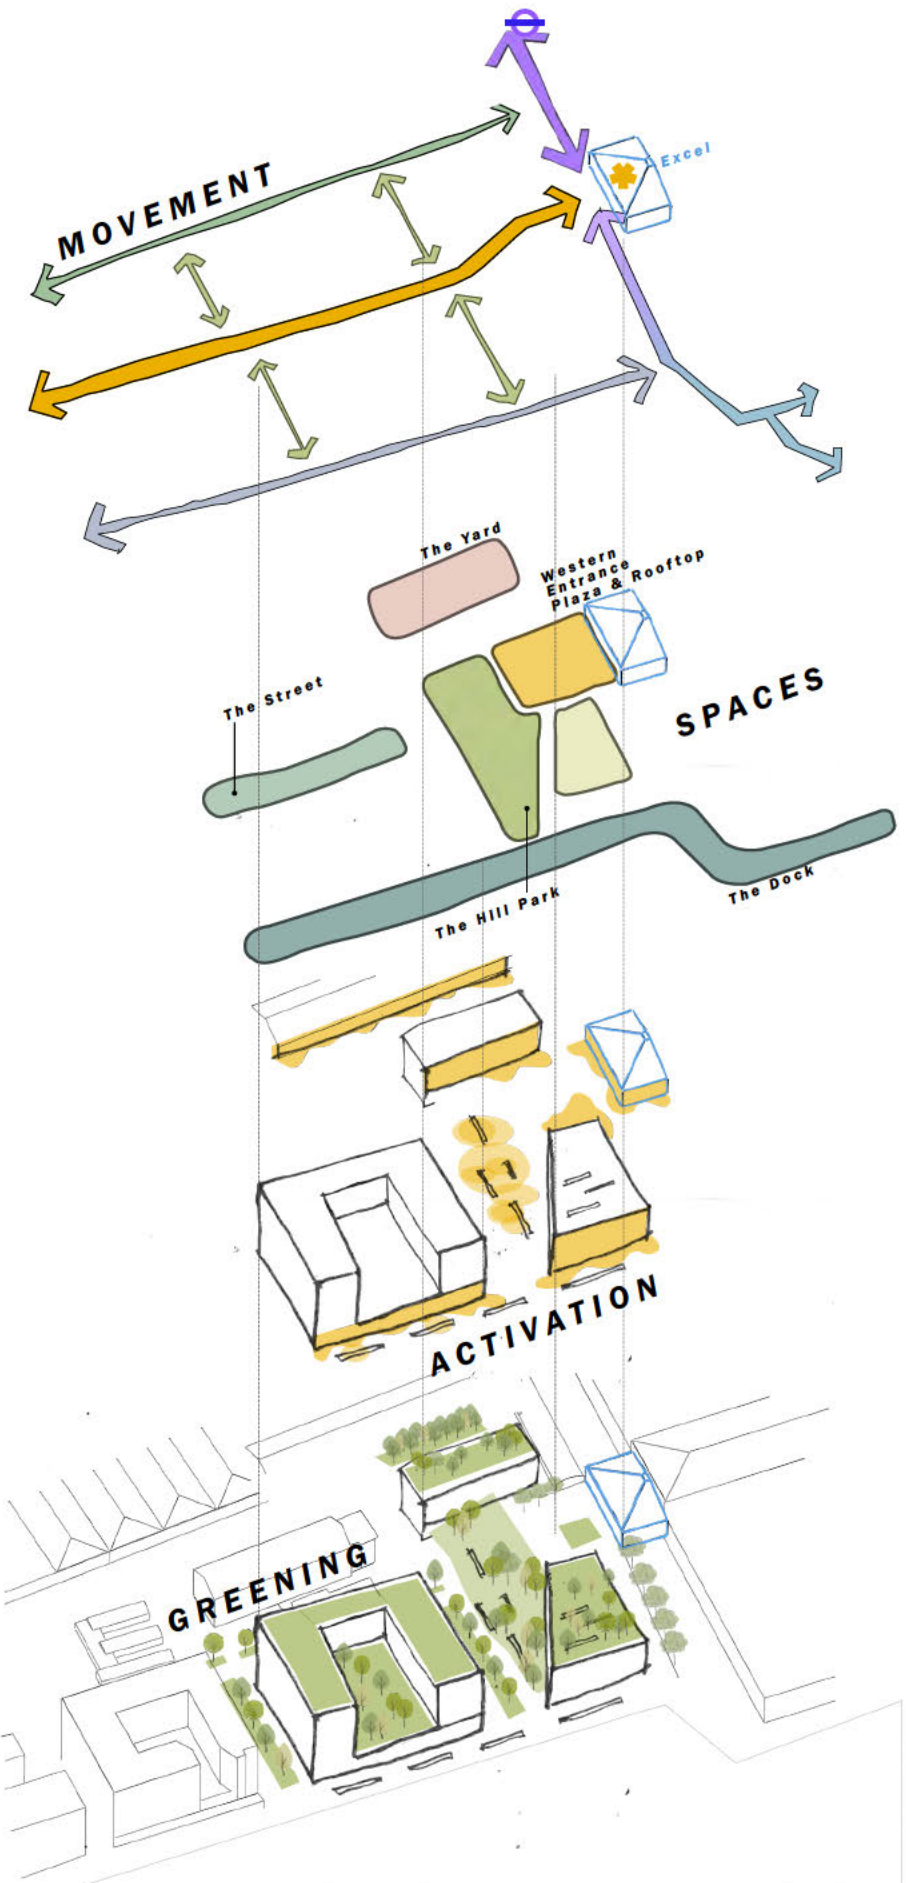 Excel
MOVEMENT
The Yard
Western
Entrance
Plaza & Rooftop
The Street
SPACES
The Dock
The Hill Park
ACTIVATION
GREENING